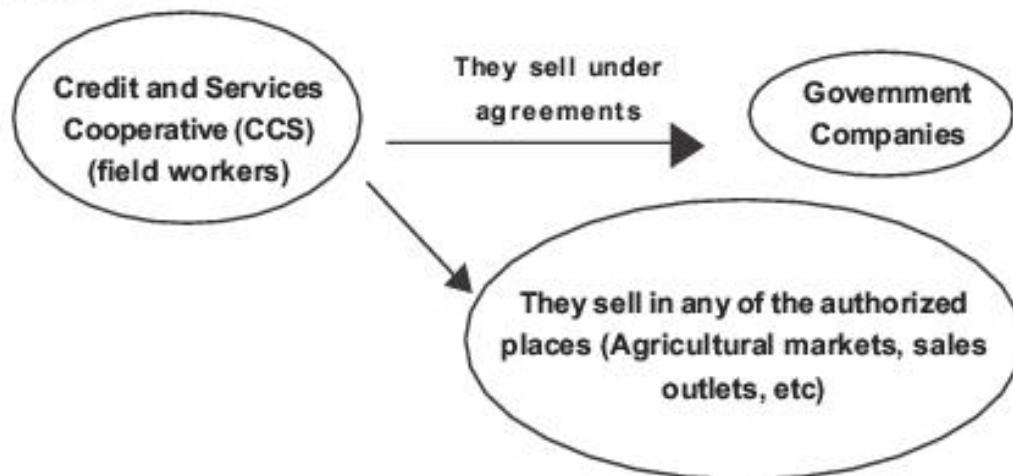 Credit and Services
Cooperative (CCS)
(field workers)
They sell under
agreements
Government
Companies
They sell in any of the authorized
places (Agricultural markets, sales
outlets, etc)